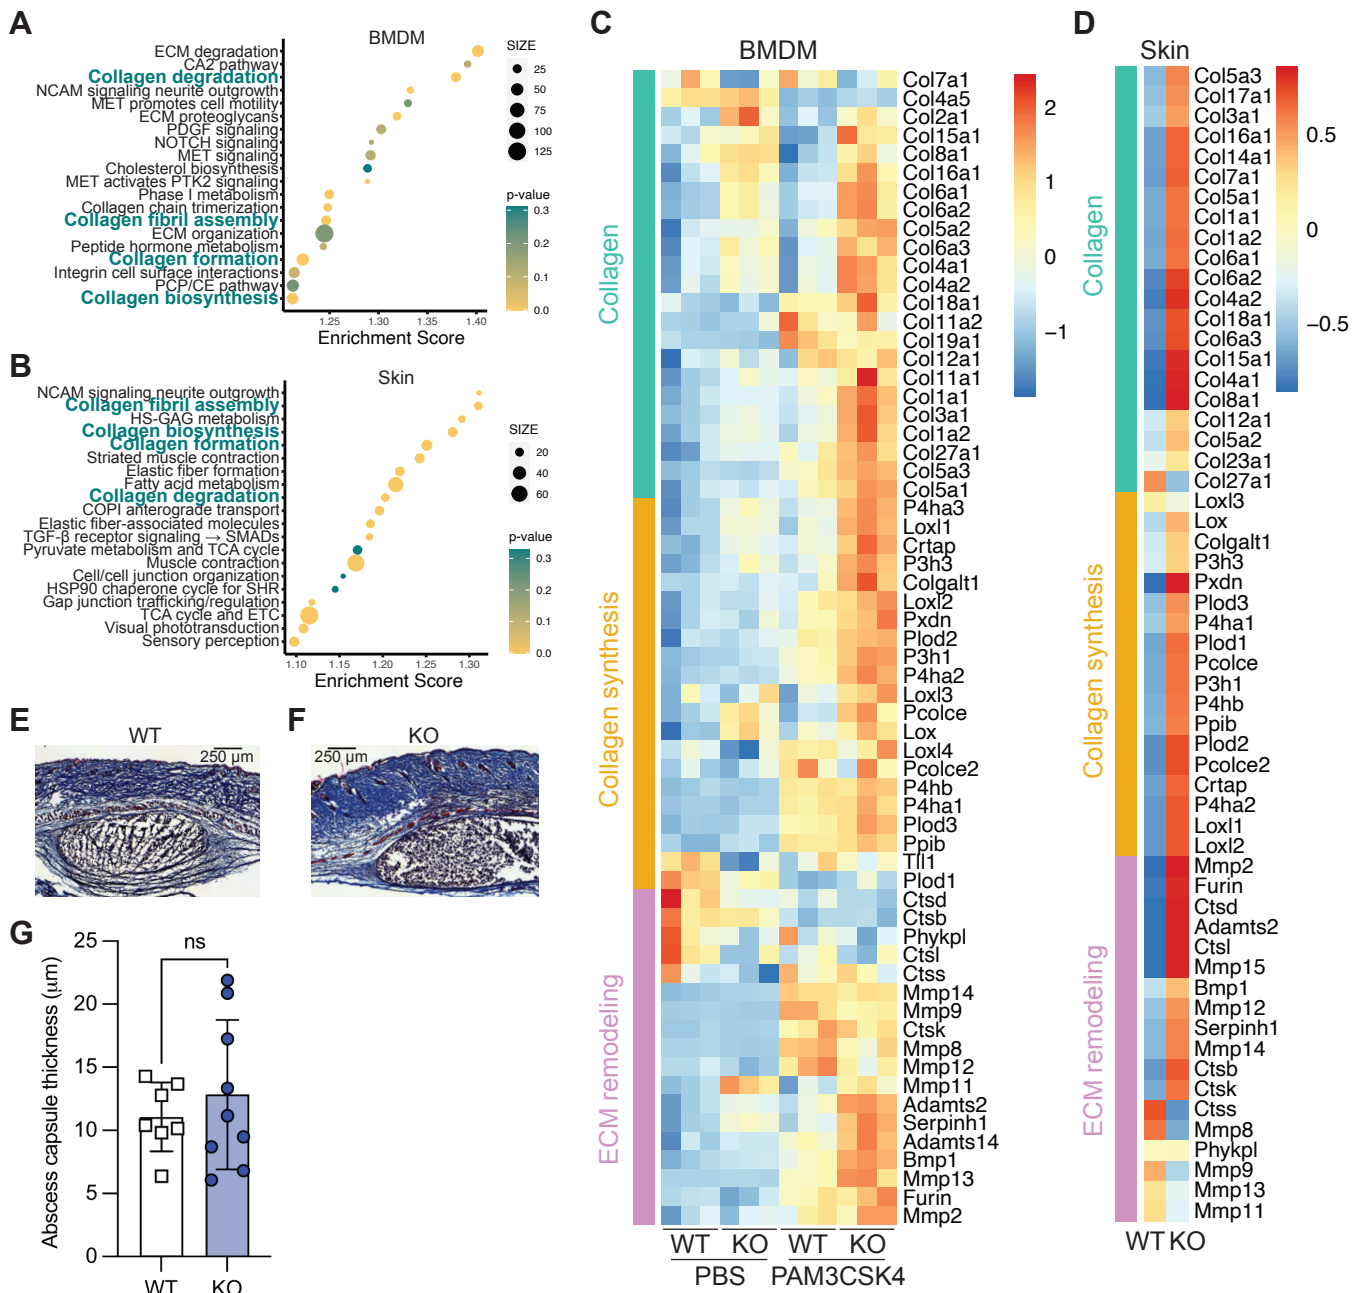 A
BMDM
ECM degradation
CA2 pathway
Collagen degradation
NCAM signaling neurite outgrowth
MET promotes cell motility
ECM proteoglycans
PDGF signaling
NOTCH signaling
MET signaling
Cholesterol biosynthesis
MET activates PTK2 signaling
Phase I metabolism
Collagen chain trimerization
Collagen fibril assembly
ECM organization
Peptide hormone metabolism
Collagen formation
Integrin cell surface interactions
PCP/CE pathway
Collagen biosynthesis
1.25 1.30 1.35 1.40
Enrichment Score
SIZE
25
50
75
100
125
p-value
0.3
0.2
0.1
0.0
B
Skin
NCAM signaling neurite outgrowth
Collagen fibril assembly
HS-GAG metabolism
Collagen biosynthesis
Collagen formation
Striated muscle contraction
Elastic fiber formation
Fatty acid metabolism
Collagen degradation
COPI anterograde transport
Elastic fiber-associated molecules
TGF-β receptor signaling → SMADs
Pyruvate metabolism and TCA cycle
Muscle contraction
Cell/cell junction organization
HSP90 chaperone cycle for SHR
Gap junction trafficking/regulation
TCA cycle and ETC
Visual phototransduction
Sensory perception
1.10 1.15 1.20 1.25 1.30
Enrichment Score
SIZE
20
40
60
p-value
0.3
0.2
0.1
0.0
C
BMDM
Collagen
Collagen synthesis
ECM remodeling
Col7a1
Col4a5
Col2a1
Col15a1
Col8a1
Col16a1
Col6a1
Col6a2
Col5a2
Col6a3
Col4a1
Col4a2
Col18a1
Col11a2
Col19a1
Col12a1
Col11a1
Col1a1
Col3a1
Col1a2
Col27a1
Col5a3
Col5a1
P4ha3
Loxl1
Crtap
P3h3
Colgalt1
Loxl2
Pxdn
Plod2
P3h1
P4ha2
Loxl3
Pcolce
Lox
Loxl4
Pcolce2
P4hb
P4ha1
Plod3
Ppib
Tll1
Plod1
Ctsd
Ctsb
Phykpl
Ctsl
Ctss
Mmp14
Mmp9
Ctsk
Mmp8
Mmp12
Mmp11
Adamts2
Serpinh1
Adamts14
Bmp1
Mmp13
Furin
Mmp2
WT KO WT KO
PBS PAM3CSK4
2
1
0
−1
D
Skin
Collagen
Collagen synthesis
ECM remodeling
Col5a3
Col17a1
Col3a1
Col16a1
Col14a1
Col7a1
Col5a1
Col1a1
Col1a2
Col6a1
Col6a2
Col4a2
Col18a1
Col6a3
Col15a1
Col4a1
Col8a1
Col12a1
Col5a2
Col23a1
Col27a1
Loxl3
Lox
Colgalt1
P3h3
Pxdn
Plod3
P4ha1
Plod1
Pcolce
P3h1
P4hb
Ppib
Plod2
Pcolce2
Crtap
P4ha2
Loxl1
Loxl2
Mmp2
Furin
Ctsd
Adamts2
Ctsl
Mmp15
Bmp1
Mmp12
Serpinh1
Mmp14
Ctsb
Ctsk
Ctss
Mmp8
Phykpl
Mmp9
Mmp13
Mmp11
WT KO
0.5
0
−0.5
E
WT
250 µm
F
KO
250 µm
G
Abscess capsule thickness (µm)
25
20
15
10
5
0
ns
WT KO